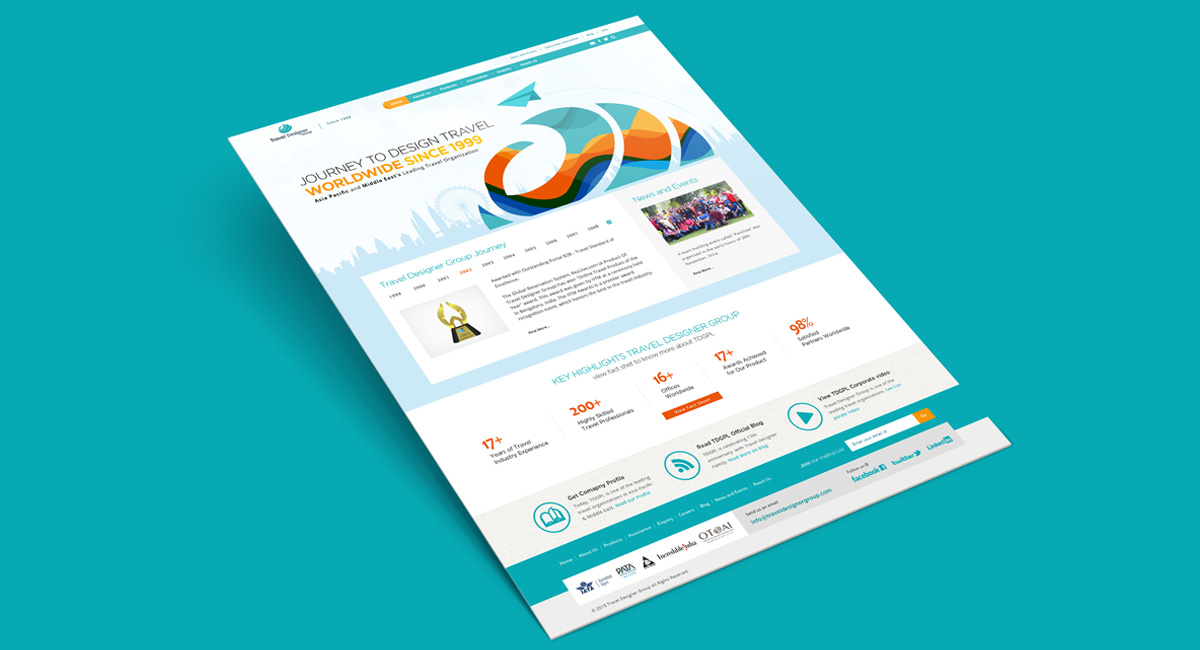 News and Events
Blog
Home
About Us
Products
Association
Enquiry
Reach Us
Travel Designer
Group
Since 1999
JOURNEY TO DESIGN TRAVEL
WORLDWIDE SINCE 1999
Asia Pacific and Middle East's Leading Travel Organization
Travel Designer Group Journey
1999 2000 2001 2002 2003 2004 2005 2006 2007 2008
Awarded with Outstanding Portal B2B - Travel Standard of
Excellence.
The Global Reservation System, RezLive.com (A Product Of
Travel Designer Group) has won "Online Travel Product of the
Year" award. This award was given by IITM at a ceremony held
in Bengaluru, India. The IITM Awards is a premier award
recognition event, which honors the best in the travel industry.
Read More...
News and Events
A team building event called "Paschim" was
organized in the early hours of 26th
November, 2014
Read More...
KEY HIGHLIGHTS TRAVEL DESIGNER GROUP
view fact shet to know more about TDGPL
17+
Years of Travel
Industry Experience
200+
Highly Skilled
Travel Professionals
16+
Offices
Worldwide
17+
Awards Achieved
for Our Product
98%
Satisfied
Partners Worldwide
View Fact Sheet
Get Comapny Profile
Today, TDGPL is one of the leading
travel organizations in Asia Pacific
& Middle East. Read our Profile
Read TDGPL Official Blog
TDGPL is celebrating 17th
anniversary with Travel Designer
Family. Read More on Blog
View TDGPL Corporate video
Travel Designer Group is one of the
leading travel organizations. See Cor-
porate Video
Join our mailing List
Enter your email id
Go
Home | About Us | Products | Association | Enquiry | Careers | Blog | News and Events | Reach Us
Send us an email
info@traveldesignergroup.com
Follow us @
facebook
twitter
LinkedIn
IATA
Accredited
Agent
PATA
Incredible India
OTOAI
© 2015 Travel Designer Group All Rights Reserved.